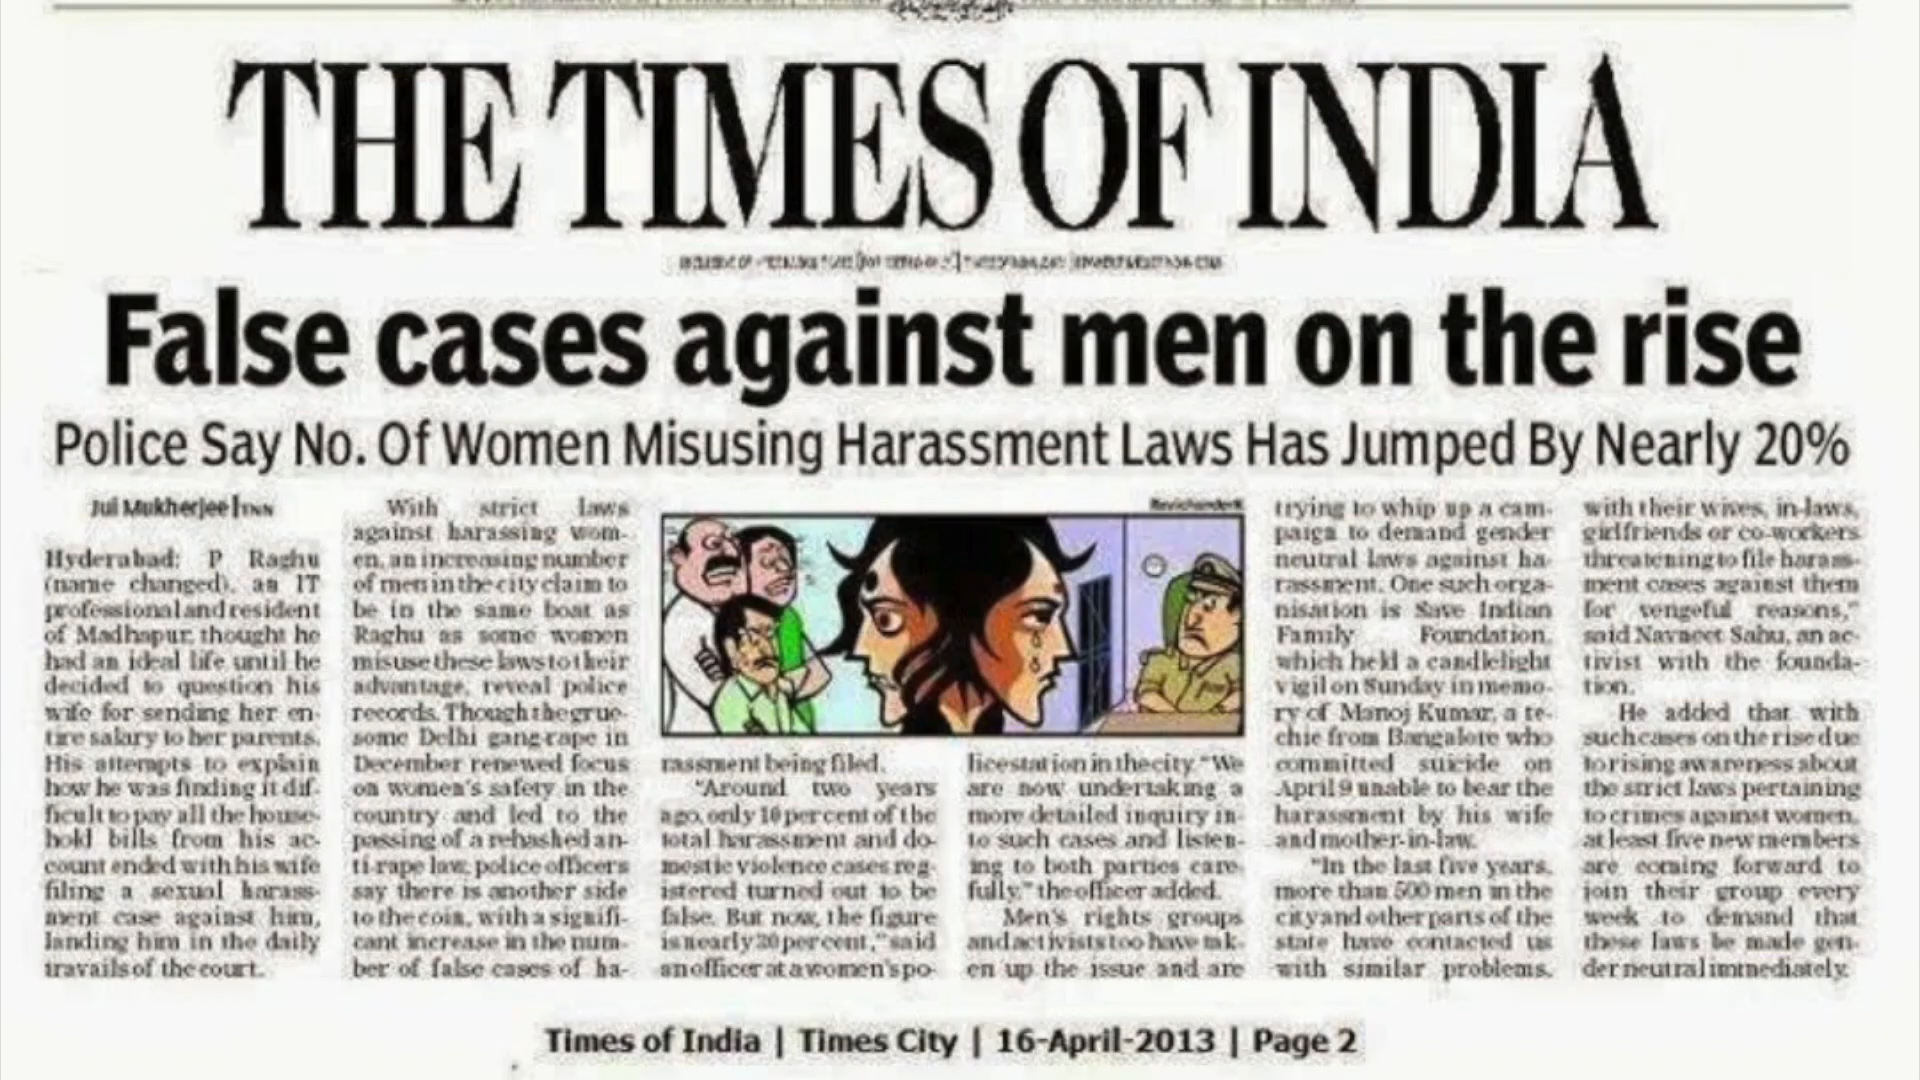 THE TIMES OF INDIA
False cases against men on the rise
Police Say No. Of Women Misusing Harassment Laws Has Jumped By Nearly 20%
Jui Mukherjee | TNN
Hyderabad: P Raghu
(name changed), an IT
professional and resident
of Madhapur, thought he
had an ideal life until he
decided to question his
wife for sending her en-
tire salary to her parents.
His attempts to explain
how he was finding it dif-
ficult to pay all the house-
hold bills from his ac-
count ended with his wife
filing a sexual harass-
ment case against him,
landing him in the daily
travails of the court.
With strict laws
against harassing wom-
en, an increasing number
of men in the city claim to
be in the same boat as
Raghu as some women
misuse these laws to their
advantage, reveal police
records. Though the grue-
some Delhi gang-rape in
December renewed focus
on women's safety in the
country and led to the
passing of a rehashed an-
ti-rape law, police officers
say there is another side
to the coin, with a signifi-
cant increase in the num-
ber of false cases of ha-
rassment being filed.
"Around two years
ago, only 10 per cent of the
total harassment and do-
mestic violence cases reg-
istered turned out to be
false. But now, the figure
is nearly 20 per cent," said
an officer at a women's po-
lice station in the city. "We
are now undertaking a
more detailed inquiry in-
to such cases and listen-
ing to both parties care-
fully," the officer added.
Men's rights groups
and activists too have tak-
en up the issue and are
trying to whip up a cam-
paign to demand gender
neutral laws against ha-
rassment. One such orga-
nisation is Save Indian
Family Foundation,
which held a candlelight
vigil on Sunday in memo-
ry of Manoj Kumar, a te-
chie from Bangalore who
committed suicide on
April 9 unable to bear the
harassment by his wife
and mother-in-law.
"In the last five years,
more than 500 men in the
city and other parts of the
state have contacted us
with similar problems,
with their wives, in-laws,
girlfriends or co-workers
threatening to file harass-
ment cases against them
for vengeful reasons,"
said Navneet Sahu, an ac-
tivist with the founda-
tion.
He added that with
such cases on the rise due
to rising awareness about
the strict laws pertaining
to crimes against women,
at least five new members
are coming forward to
join their group every
week to demand that
these laws be made gen-
der neutral immediately.
Times of India | Times City | 16-April-2013 | Page 2